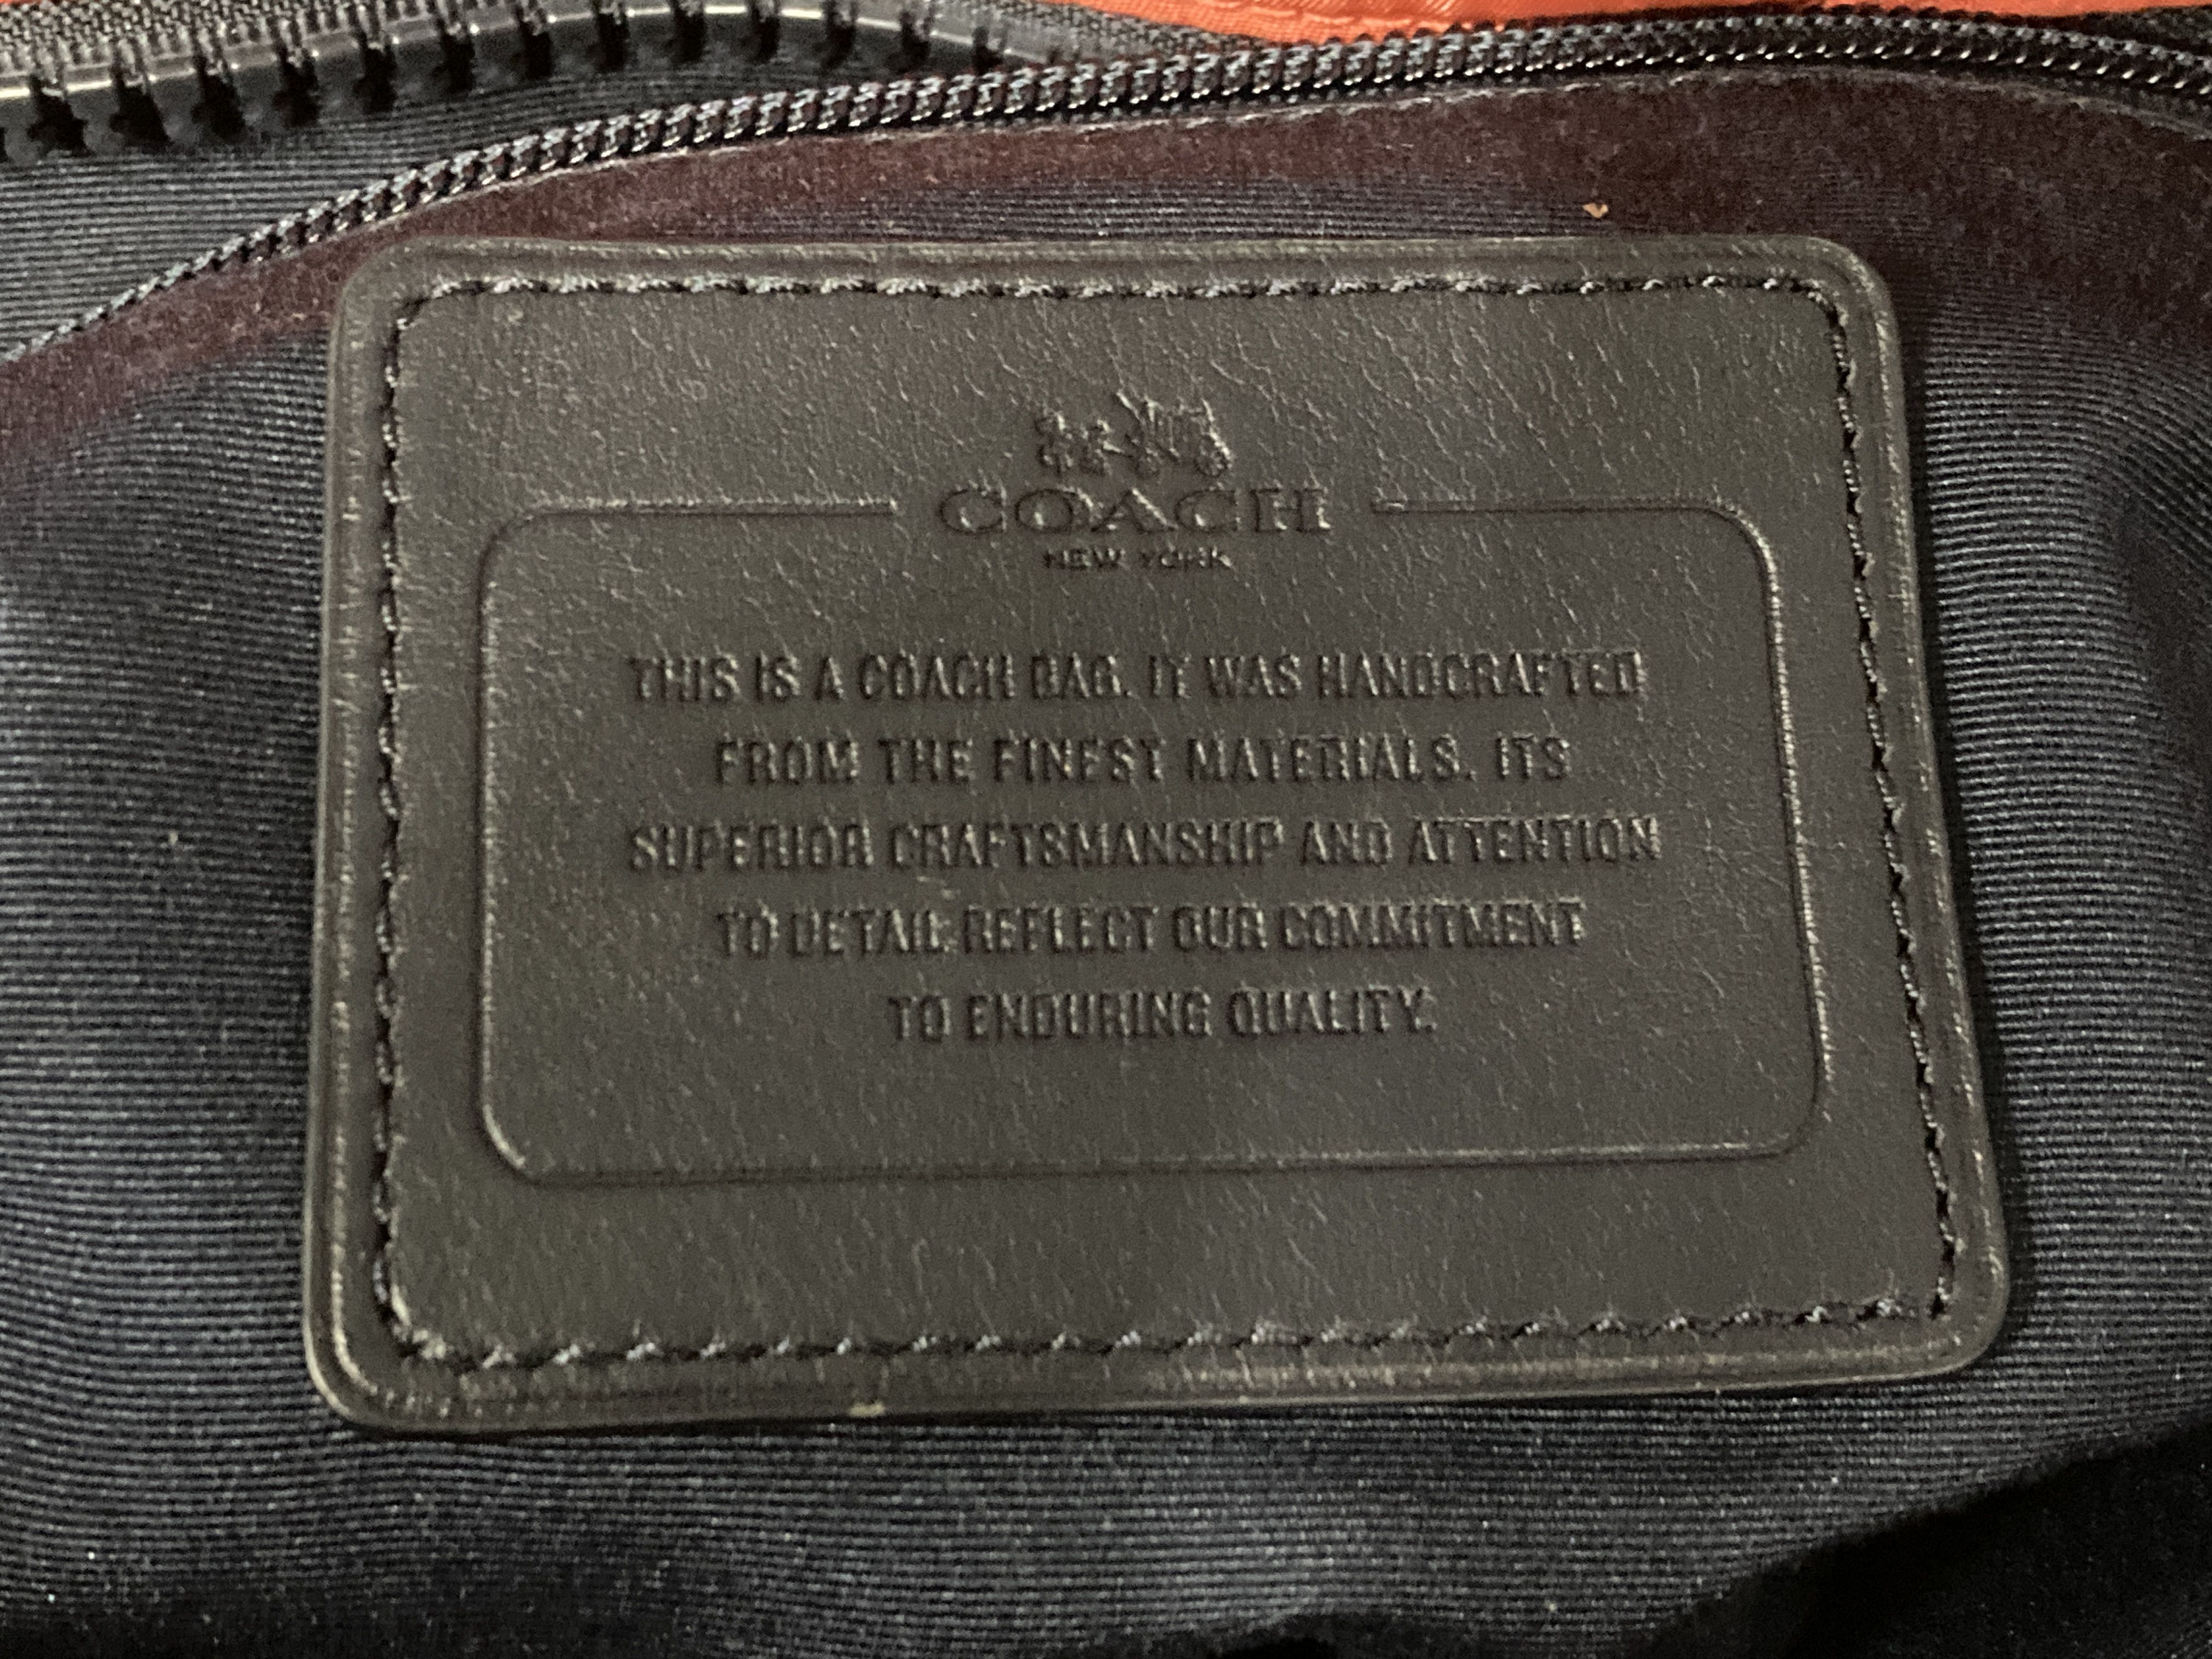 COACH
NEW YORK
THIS IS A COACH BAG. IT WAS HANDCRAFTED
FROM THE FINEST MATERIALS. ITS
SUPERIOR CRAFTSMANSHIP AND ATTENTION
TO DETAIL REFLECT OUR COMMITMENT
TO ENDURING QUALITY.